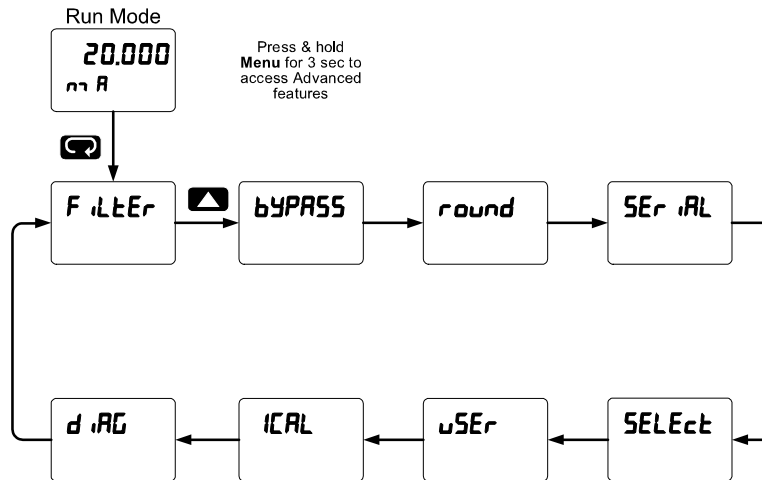 Run Mode
20.000
mA
Press & hold
Menu for 3 sec to
access Advanced
features
FiLtEr
bYPASS
round
SEriAL
diAG
ICAL
uSEr
SELEct